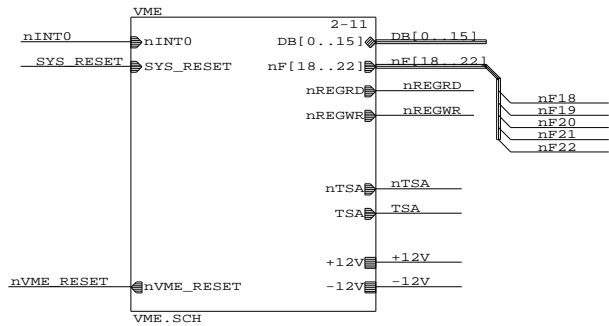 VME
2-11
nINT0 nINT0 DB[0..15] DB[0..15]
SYS_RESET SYS_RESET nF[18..22] nF[18..22]
nREGRD nREGRD
nF18
nREGWR nREGWR nF19
nF20
nF21
nF22
nTSA nTSA
TSA TSA
+12V +12V
nVME_RESET nVME_RESET -12V -12V
VME.SCH